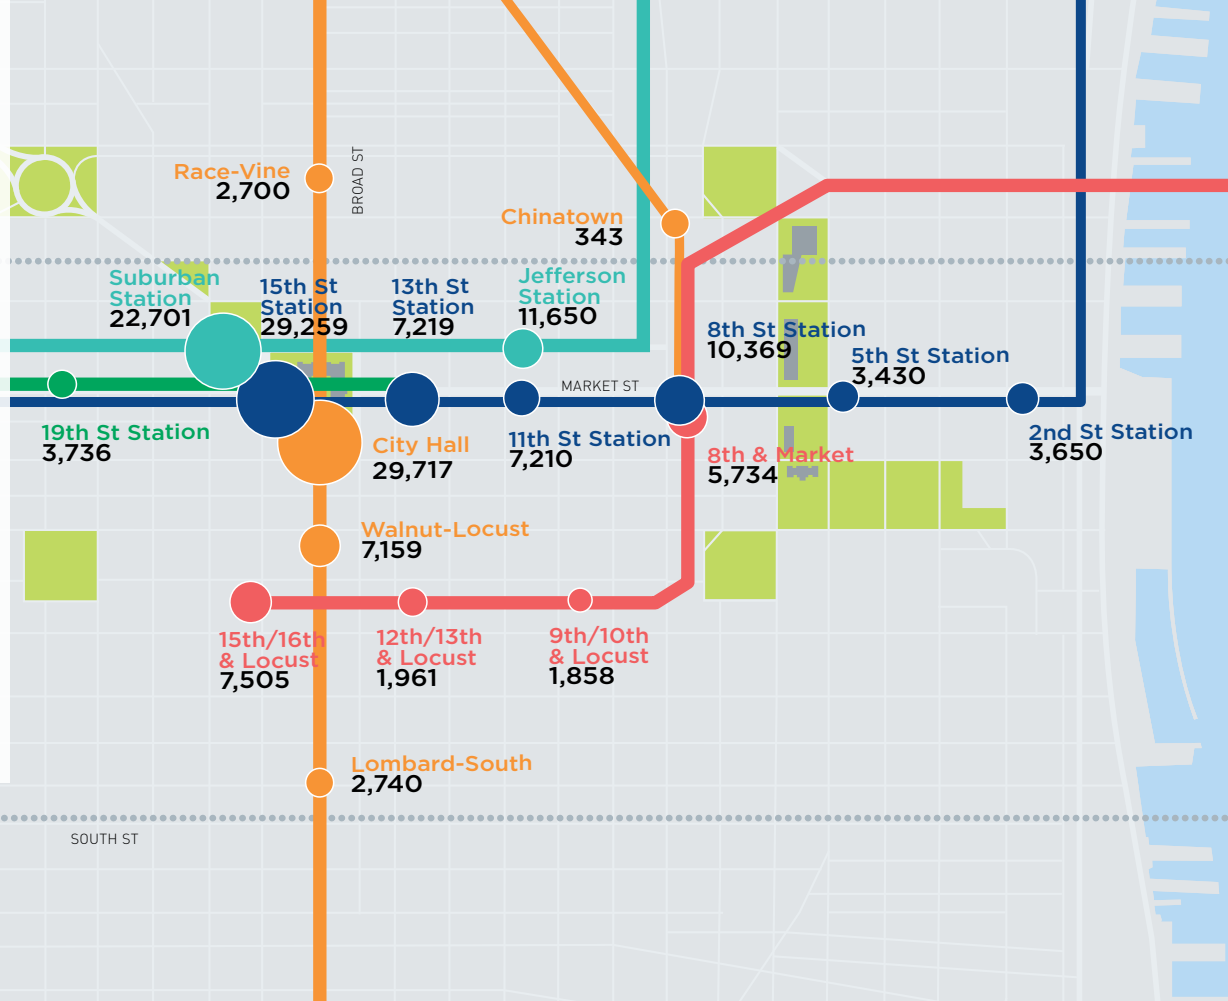 Race-Vine
2,700
BROAD ST
Chinatown
343
Suburban
Station
22,701
15th St
Station
29,259
13th St
Station
7,219
Jefferson
Station
11,650
8th St Station
10,369
5th St Station
3,430
MARKET ST
19th St Station
3,736
City Hall
29,717
11th St Station
7,210
8th & Market
5,734
2nd St Station
3,650
Walnut-Locust
7,159
15th/16th
& Locust
7,505
12th/13th
& Locust
1,961
9th/10th
& Locust
1,858
Lombard-South
2,740
SOUTH ST